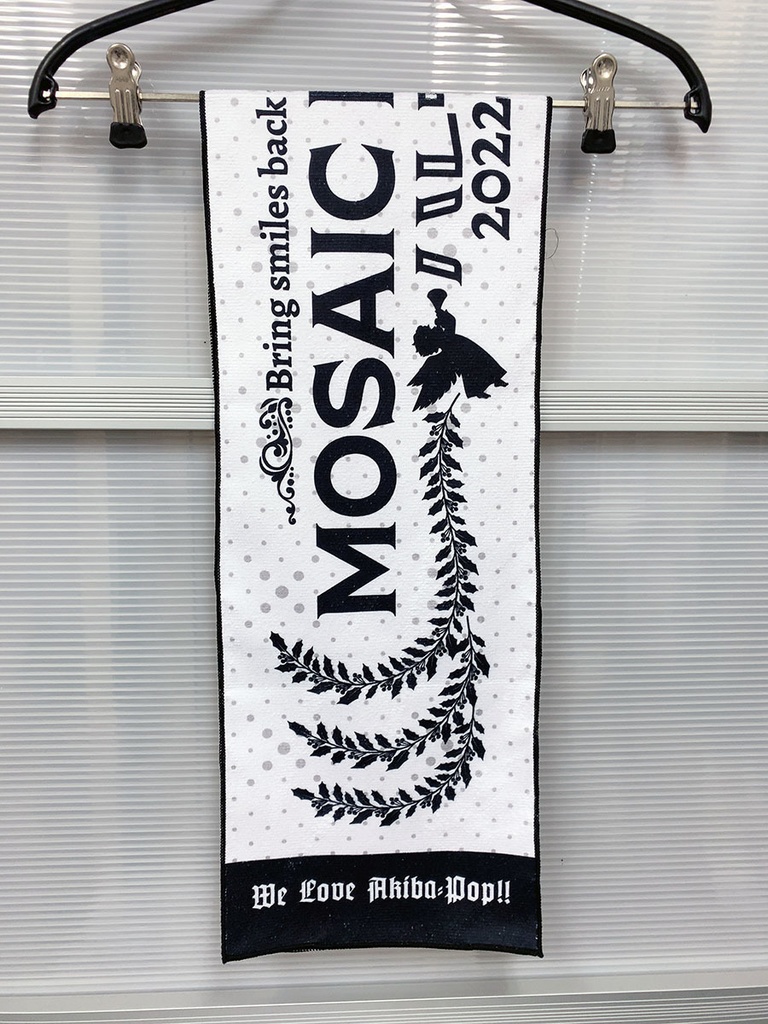 Bring smiles back
MOSAIC
2022
We Love Akiba-Pop!!